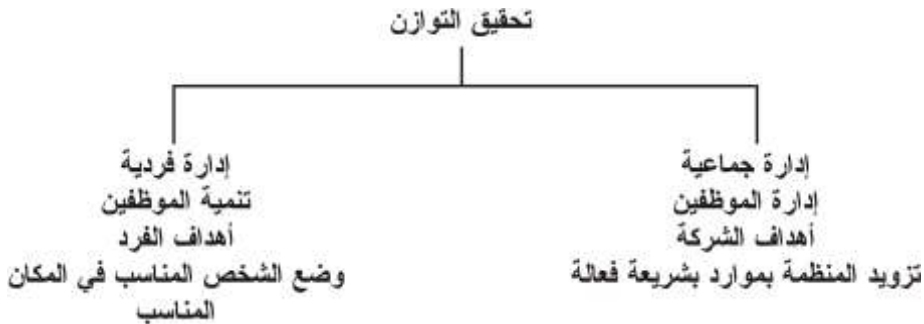 تحقيق التوازن
إدارة جماعية
إدارة الموظفين
أهداف الشركة
تزويد المنظمة بموارد بشريعة فعالة
إدارة فردية
تنمية الموظفين
أهداف الفرد
وضع الشخص المناسب في المكان
المناسب